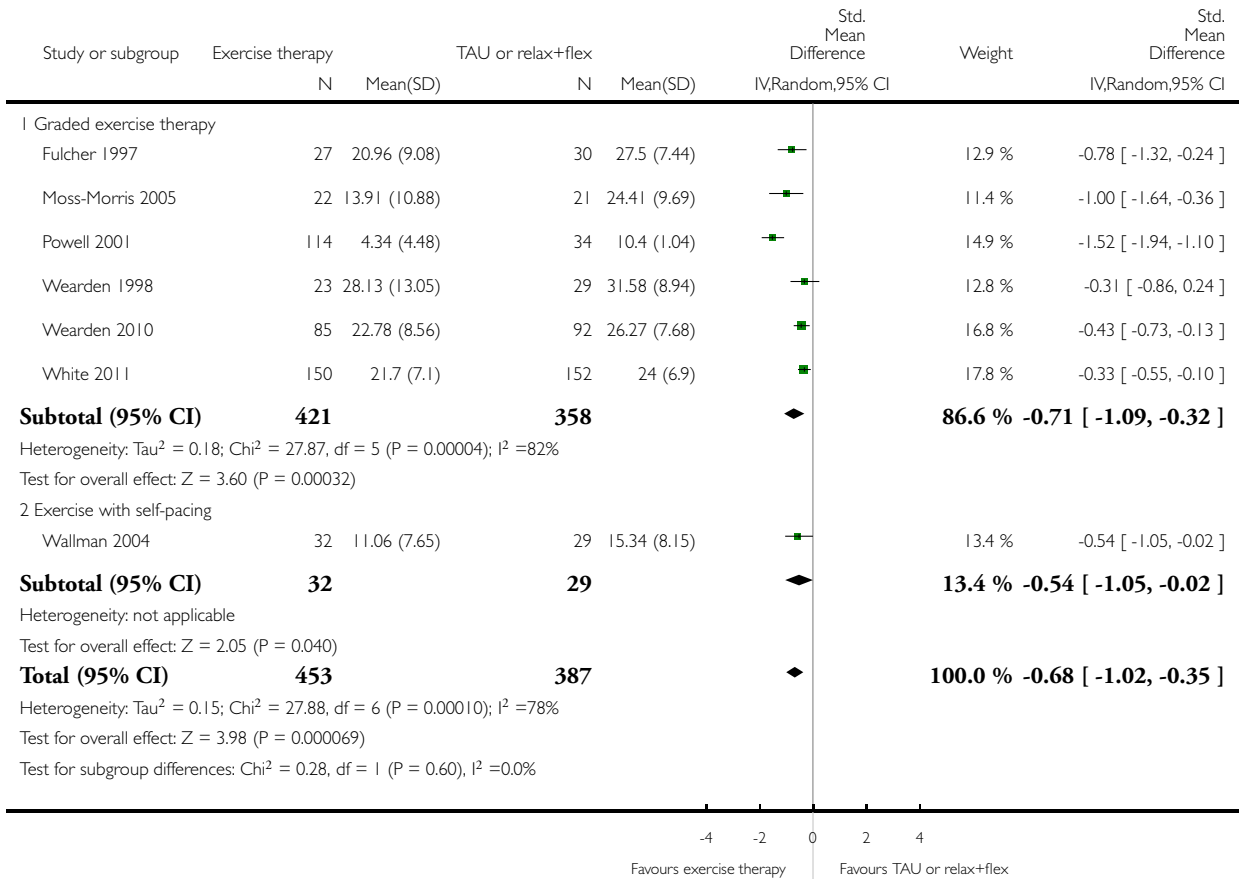 Study or subgroup Exercise therapy TAU or relax+flex Std. Mean Difference Weight Std. Mean Difference
N Mean(SD) N Mean(SD) IV,Random,95% CI IV,Random,95% CI
1 Graded exercise therapy
Fulcher 1997 27 20.96 (9.08) 30 27.5 (7.44) 12.9 % -0.78 [ -1.32, -0.24 ]
Moss-Morris 2005 22 13.91 (10.88) 21 24.41 (9.69) 11.4 % -1.00 [ -1.64, -0.36 ]
Powell 2001 114 4.34 (4.48) 34 10.4 (1.04) 14.9 % -1.52 [ -1.94, -1.10 ]
Wearden 1998 23 28.13 (13.05) 29 31.58 (8.94) 12.8 % -0.31 [ -0.86, 0.24 ]
Wearden 2010 85 22.78 (8.56) 92 26.27 (7.68) 16.8 % -0.43 [ -0.73, -0.13 ]
White 2011 150 21.7 (7.1) 152 24 (6.9) 17.8 % -0.33 [ -0.55, -0.10 ]
Subtotal (95% CI) 421 358 86.6 % -0.71 [ -1.09, -0.32 ]
Heterogeneity: Tau² = 0.18; Chi² = 27.87, df = 5 (P = 0.00004); I² =82%
Test for overall effect: Z = 3.60 (P = 0.00032)
2 Exercise with self-pacing
Wallman 2004 32 11.06 (7.65) 29 15.34 (8.15) 13.4 % -0.54 [ -1.05, -0.02 ]
Subtotal (95% CI) 32 29 13.4 % -0.54 [ -1.05, -0.02 ]
Heterogeneity: not applicable
Test for overall effect: Z = 2.05 (P = 0.040)
Total (95% CI) 453 387 100.0 % -0.68 [ -1.02, -0.35 ]
Heterogeneity: Tau² = 0.15; Chi² = 27.88, df = 6 (P = 0.00010); I² =78%
Test for overall effect: Z = 3.98 (P = 0.000069)
Test for subgroup differences: Chi² = 0.28, df = 1 (P = 0.60), I² =0.0%
-4 -2 0 2 4
Favours exercise therapy Favours TAU or relax+flex